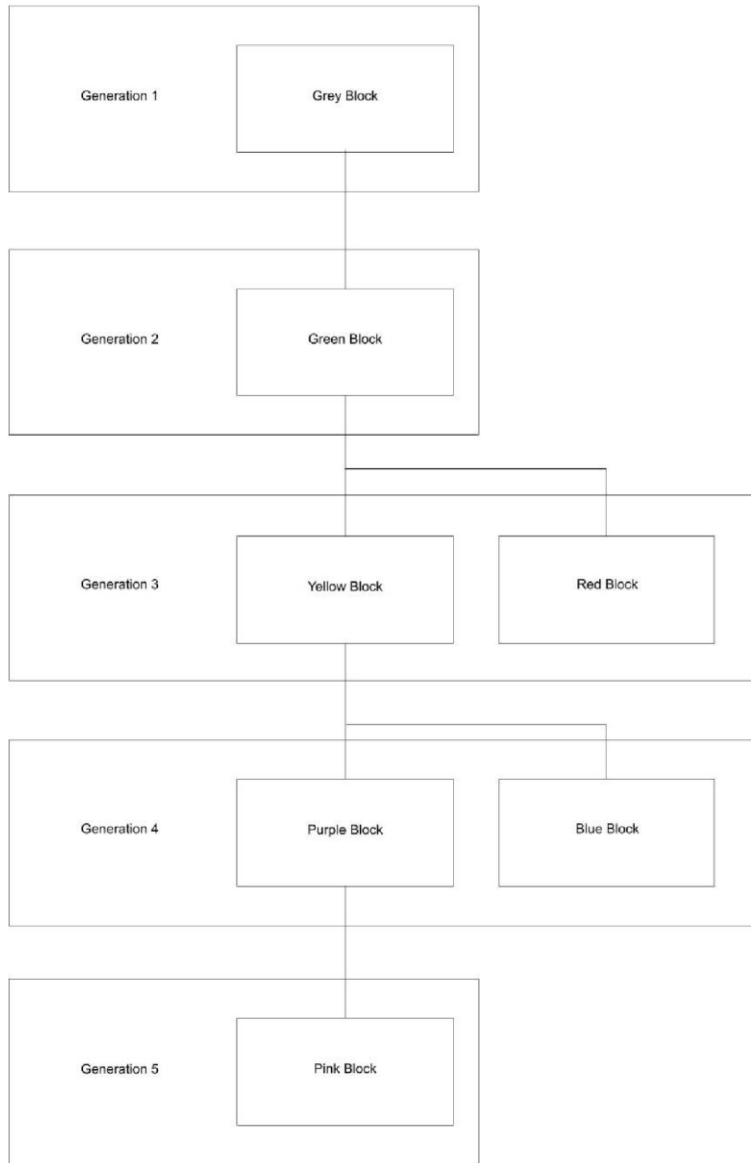 Generation 1
Grey Block
Generation 2
Green Block
Generation 3
Yellow Block
Red Block
Generation 4
Purple Block
Blue Block
Generation 5
Pink Block